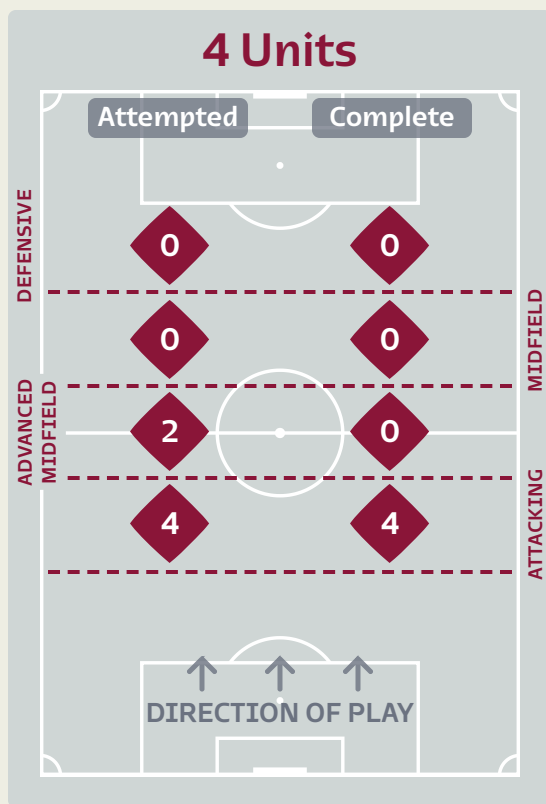 4 Units
Attempted Complete
DEFENSIVE
0 0
MIDFIELD
0 0
ADVANCED
MIDFIELD
2 0
ATTACKING
4 4
DIRECTION OF PLAY